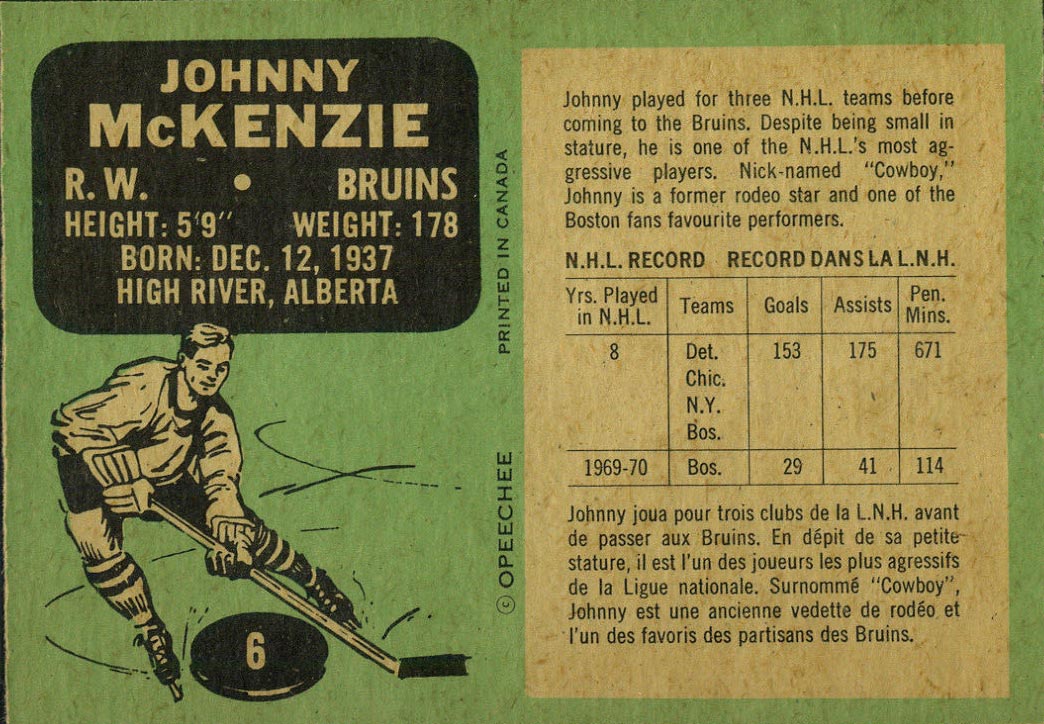 JOHNNY
McKENZIE
R. W. • BRUINS
HEIGHT: 5'9" WEIGHT: 178
BORN: DEC. 12, 1937
HIGH RIVER, ALBERTA
6
© OPEECHEE PRINTED IN CANADA
Johnny played for three N.H.L. teams before
coming to the Bruins. Despite being small in
stature, he is one of the N.H.L.'s most ag-
gressive players. Nick-named "Cowboy,"
Johnny is a former rodeo star and one of the
Boston fans favourite performers.
N.H.L. RECORD RECORD DANS LA L.N.H.
Yrs. Played Teams Goals Assists Pen.
in N.H.L. Mins.
8 Det. 153 175 671
Chic.
N.Y.
Bos.
1969-70 Bos. 29 41 114
Johnny joua pour trois clubs de la L.N.H. avant
de passer aux Bruins. En dépit de sa petite
stature, il est l'un des joueurs les plus agressifs
de la Ligue nationale. Surnommé "Cowboy",
Johnny est une ancienne vedette de rodéo et
l'un des favoris des partisans des Bruins.